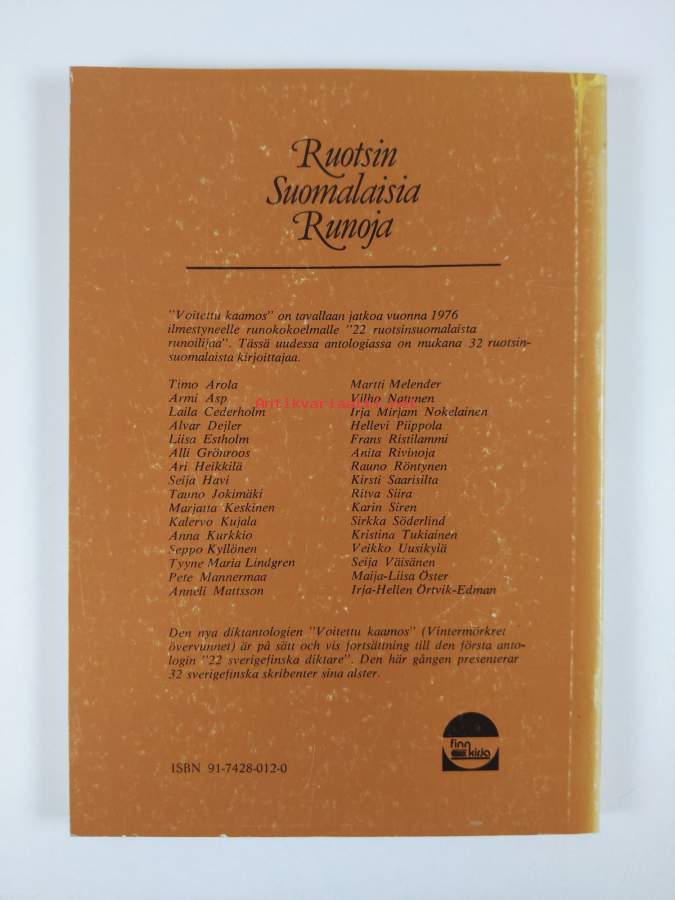 Ruotsin
Suomalaisia
Runoja
"Voitettu kaamos" on tavallaan jatkoa vuonna 1976
ilmestyneelle runokokoelmalle "22 ruotsinsuomalaista
runoilijaa". Tässä uudessa antologiassa on mukana 32 ruotsin-
suomalaista kirjoittajaa.
Timo Arola
Armi Asp
Laila Cederholm
Alvar Dejler
Liisa Estholm
Alli Grönroos
Ari Heikkilä
Seija Havi
Tauno Jokimäki
Marjatta Keskinen
Kalervo Kujala
Anna Kurkkio
Seppo Kyllönen
Tyyne Maria Lindgren
Pete Mannermaa
Anneli Mattsson
Martti Melender
Vilho Natunen
Irja Mirjam Nokelainen
Hellevi Piippola
Frans Ristilammi
Anita Rivinoja
Rauno Röntynen
Kirsti Saarisilta
Ritva Siira
Karin Siren
Sirkka Söderlind
Kristina Tukiainen
Veikko Uusikylä
Seija Väisänen
Maija-Liisa Öster
Irja-Hellen Örtvik-Edman
Den nya diktantologien "Voitettu kaamos" (Vintermörkret
övervunnet) är på sätt och vis fortsättning till den första anto-
login "22 sverigefinska diktare". Den här gången presenterar
32 sverigefinska skribenter sina alster.
finn
kirja
ISBN 91-7428-012-0